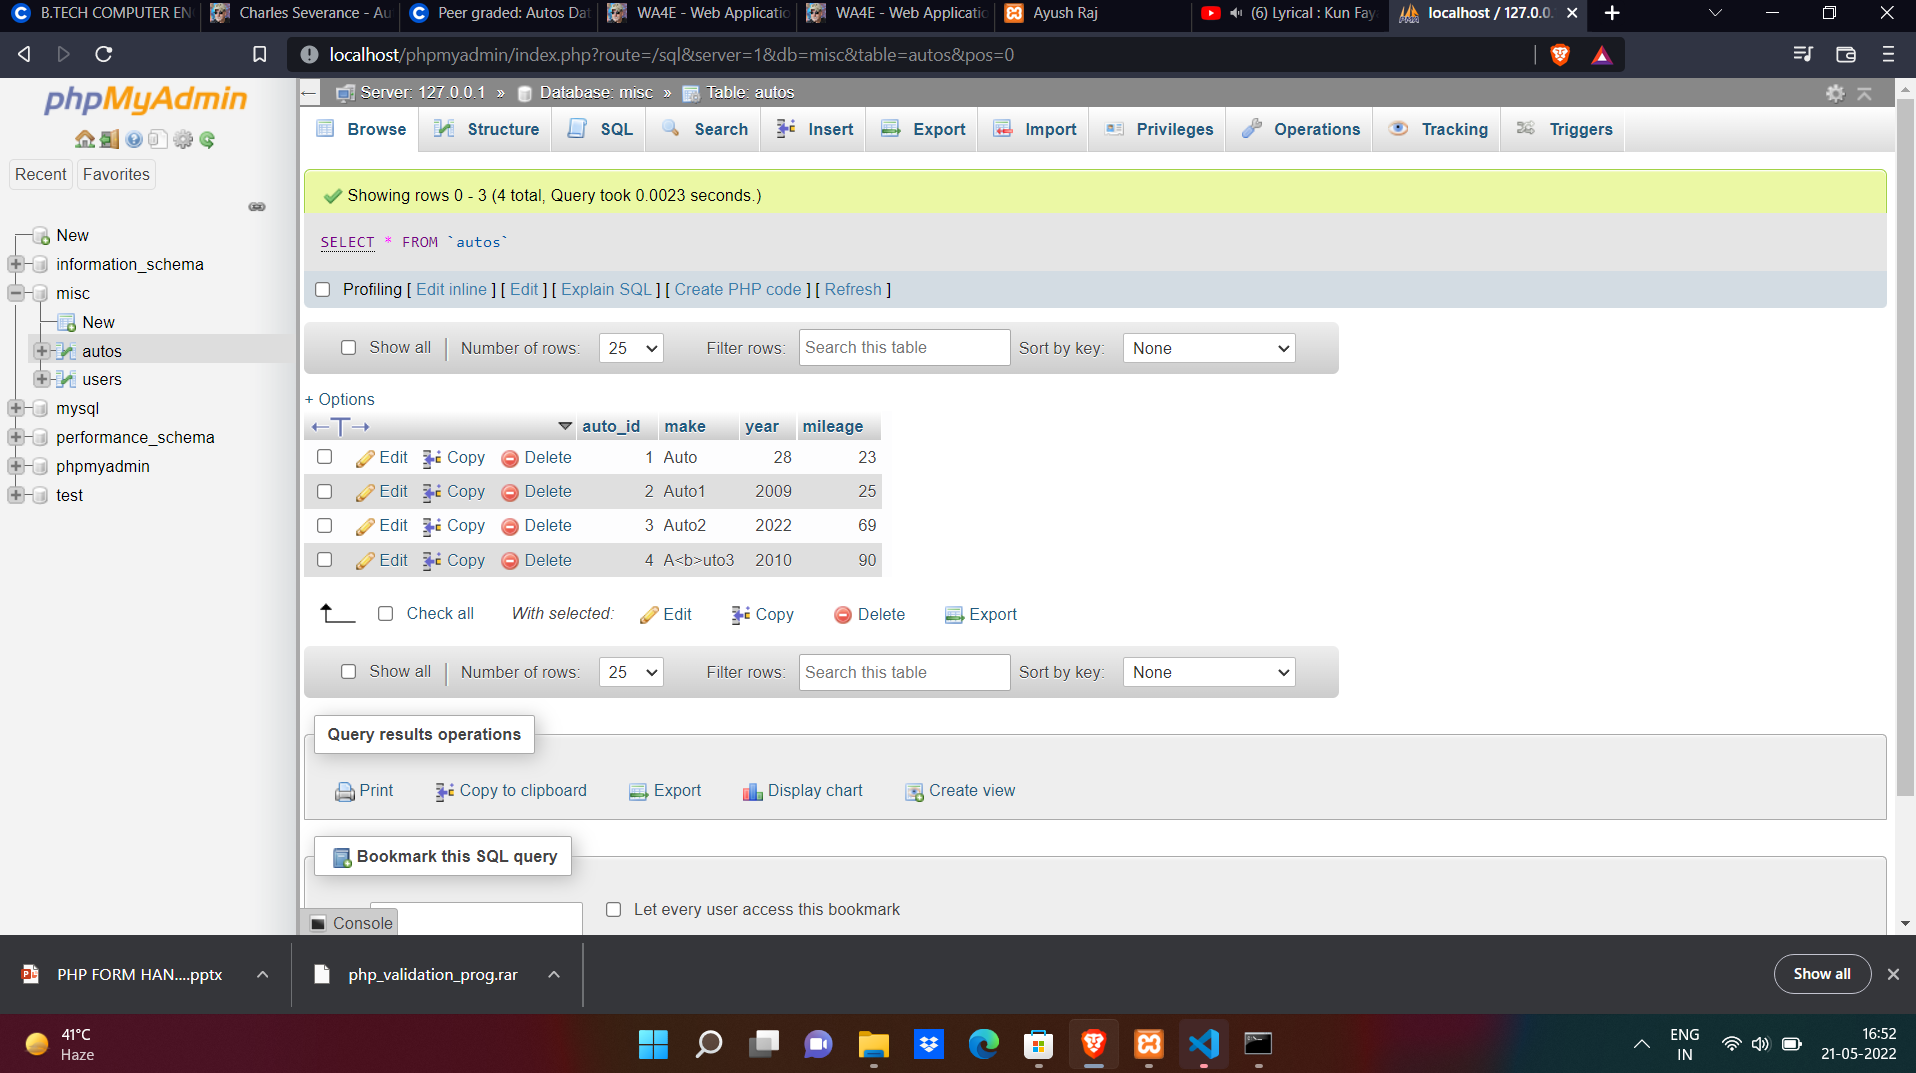 B.TECH COMPUTER EN
Charles Severance - Au
Peer graded: Autos Dat
WA4E - Web Applicatio
WA4E - Web Applicatio
Ayush Raj
(6) Lyrical : Kun Faya
localhost / 127.0.0.
localhost/phpmyadmin/index.php?route=/sql&server=1&db=misc&table=autos&pos=0
phpMyAdmin
Recent
Favorites
New
information_schema
misc
New
autos
users
mysql
performance_schema
phpmyadmin
test
Server: 127.0.0.1 » Database: misc » Table: autos
Browse
Structure
SQL
Search
Insert
Export
Import
Privileges
Operations
Tracking
Triggers
Showing rows 0 - 3 (4 total, Query took 0.0023 seconds.)
SELECT * FROM `autos`
Profiling [ Edit inline ] [ Edit ] [ Explain SQL ] [ Create PHP code ] [ Refresh ]
Show all
Number of rows: 25
Filter rows: Search this table
Sort by key: None
+ Options
auto_id make year mileage
Edit Copy Delete 1 Auto 28 23
Edit Copy Delete 2 Auto1 2009 25
Edit Copy Delete 3 Auto2 2022 69
Edit Copy Delete 4 A<b>uto3 2010 90
Check all With selected: Edit Copy Delete Export
Show all
Number of rows: 25
Filter rows: Search this table
Sort by key: None
Query results operations
Print
Copy to clipboard
Export
Display chart
Create view
Bookmark this SQL query
Let every user access this bookmark
Console
PHP FORM HAN....pptx
php_validation_prog.rar
Show all
41°C
Haze
ENG
IN
16:52
21-05-2022